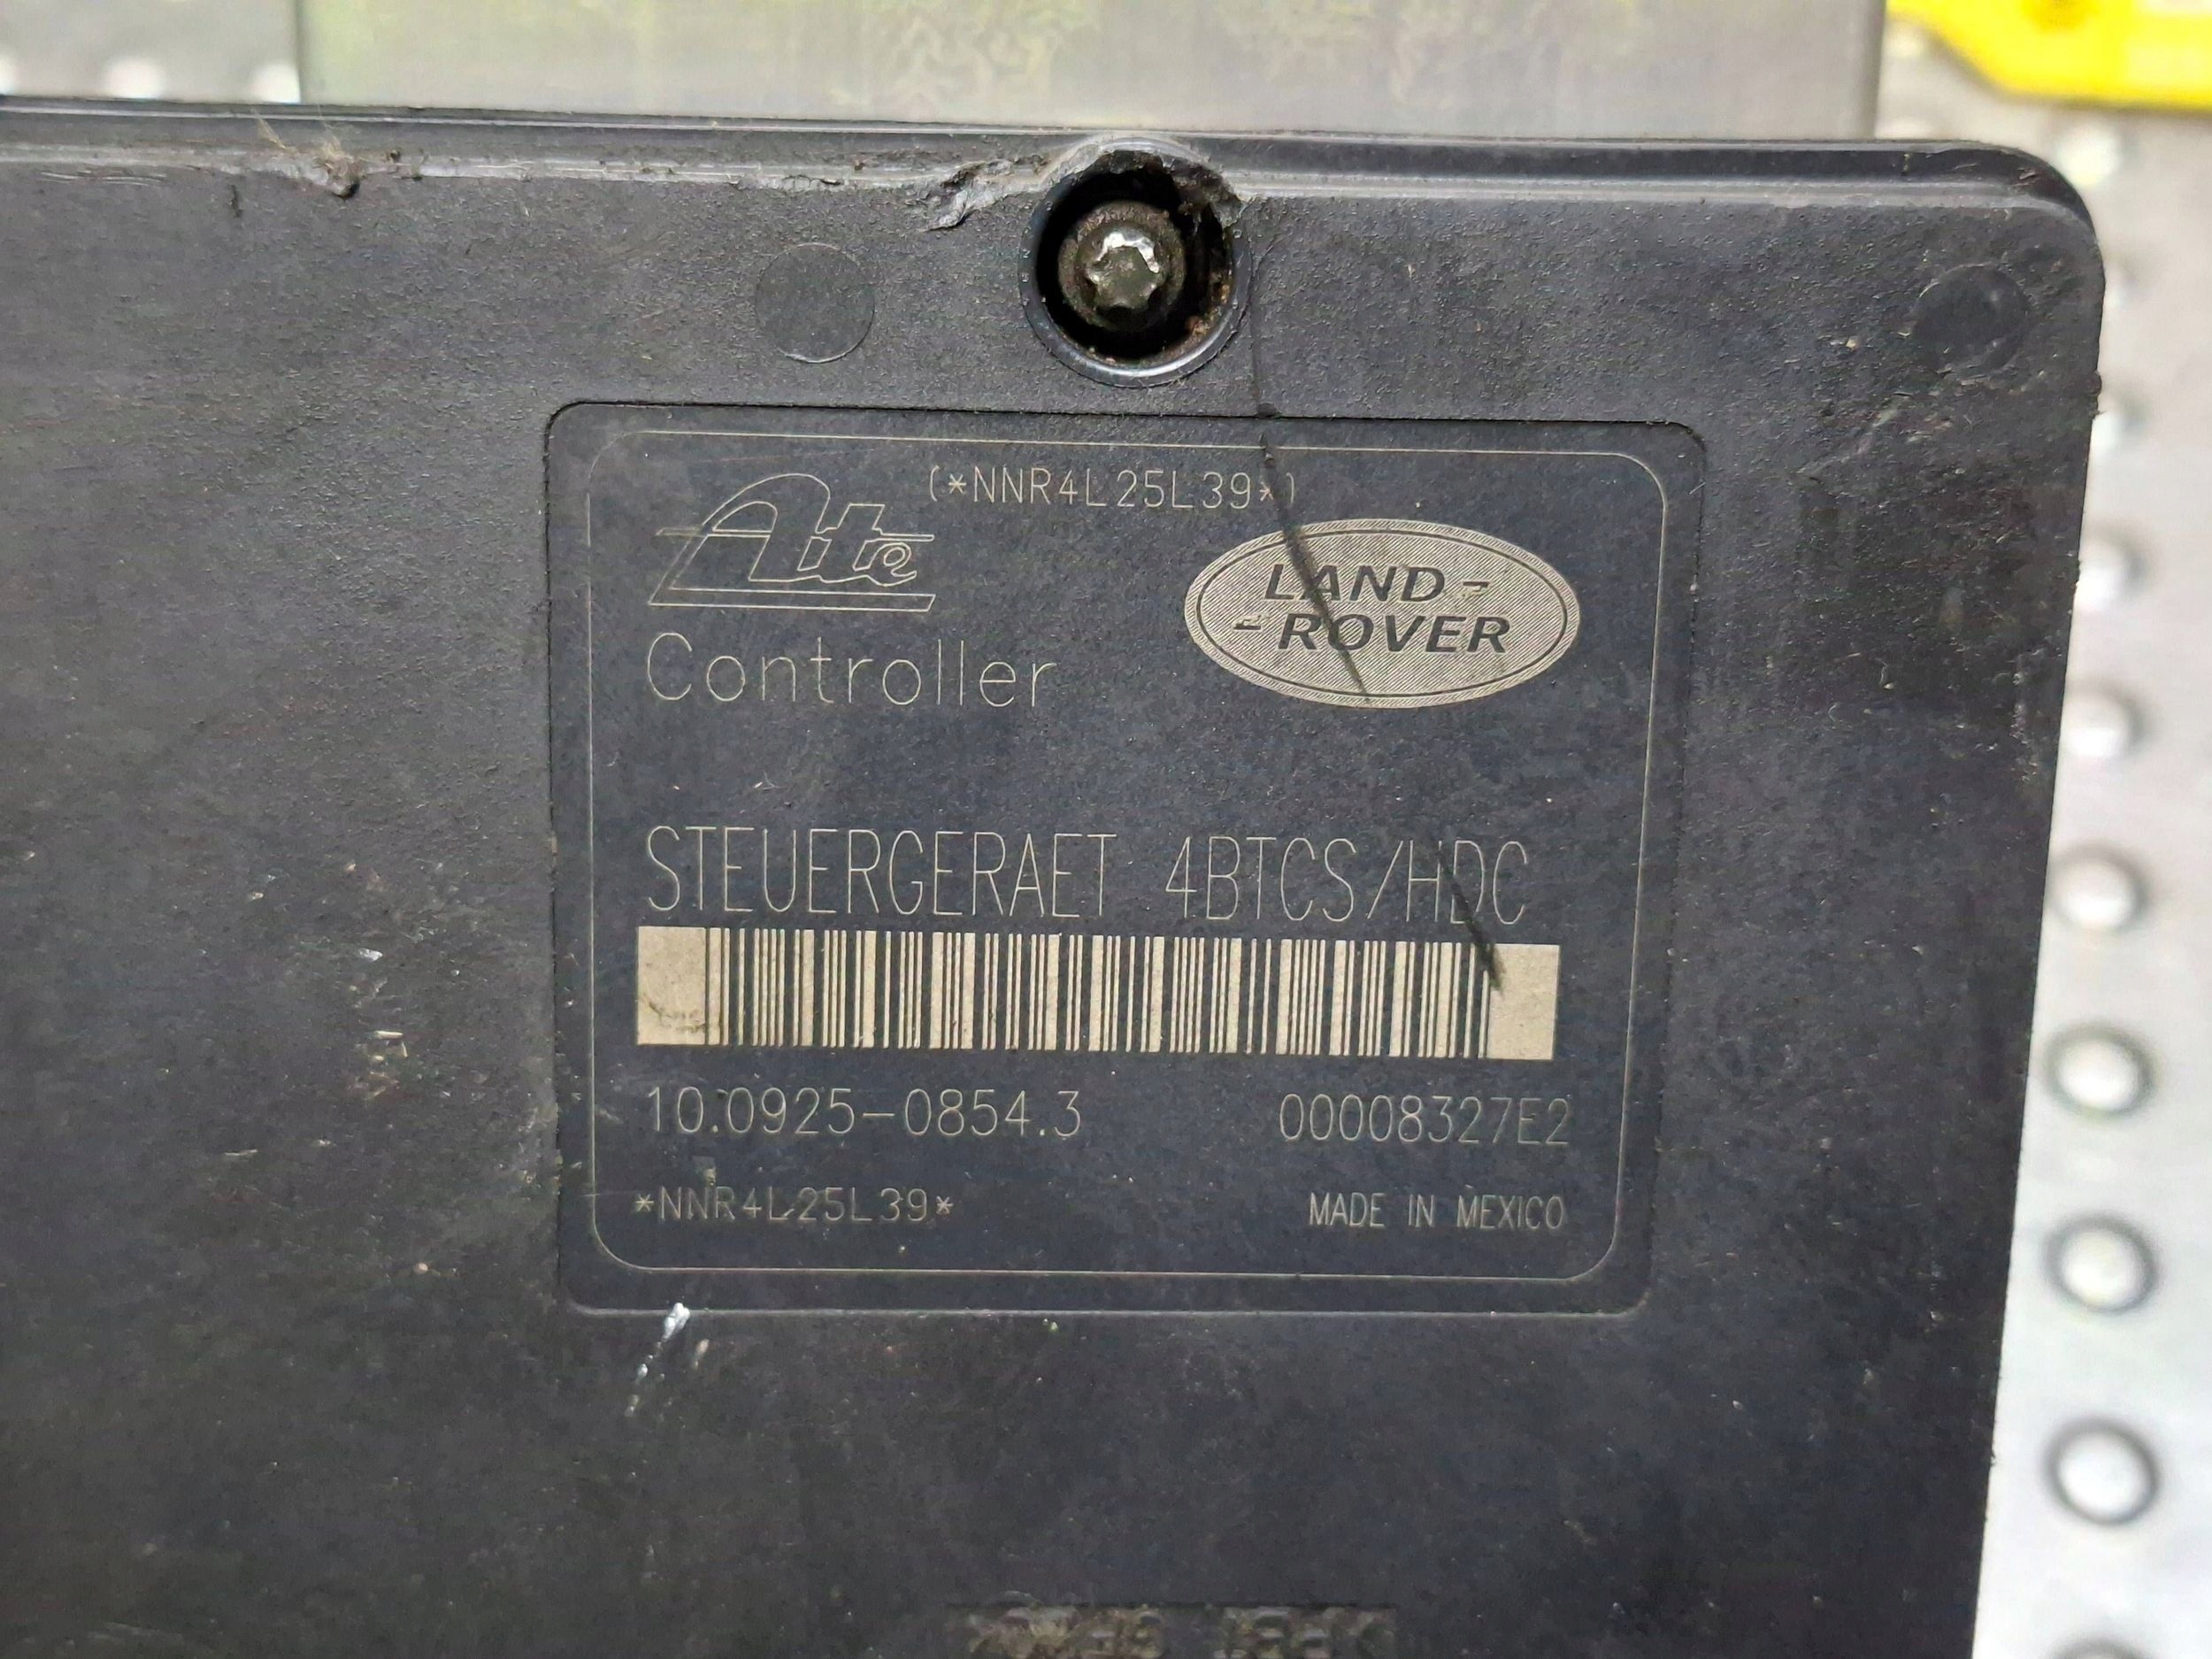 (*NNR4L25L39*)
Ate
LAND-
-ROVER
Controller
STEUERGERAET 4BTCS/HDC
10.0925-0854.3 00008327E2
*NNR4L25L39* MADE IN MEXICO